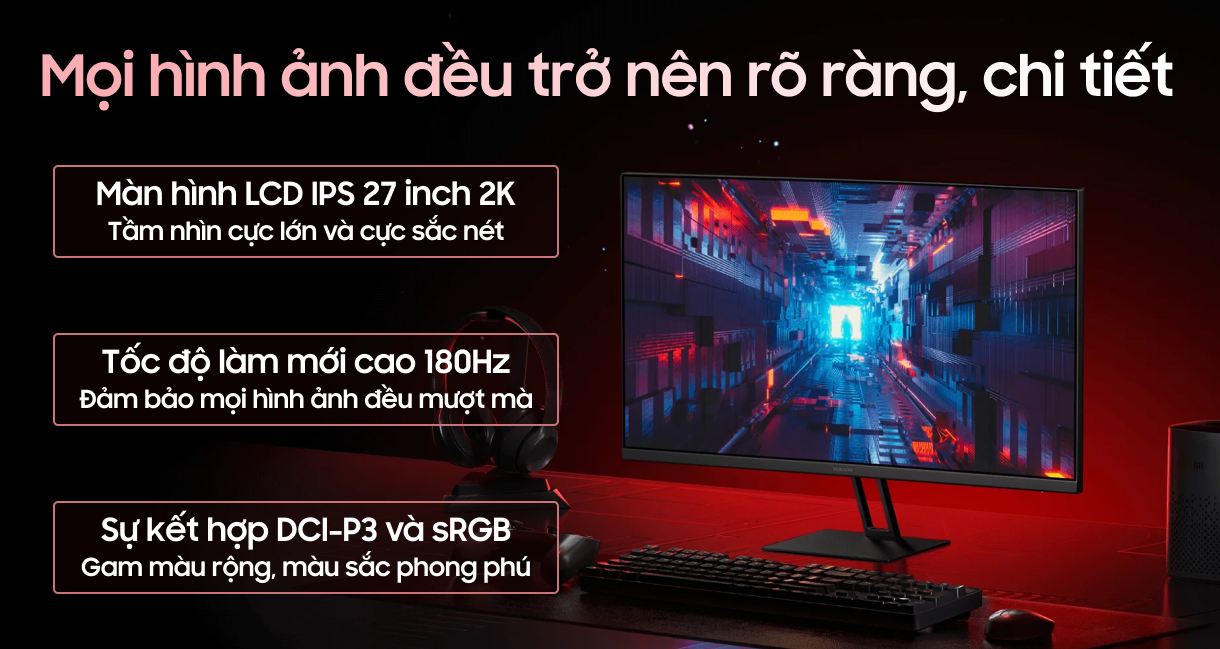 Mọi hình ảnh đều trở nên rõ ràng, chi tiết
Màn hình LCD IPS 27 inch 2K
Tầm nhìn cực lớn và cực sắc nét
Tốc độ làm mới cao 180Hz
Đảm bảo mọi hình ảnh đều mượt mà
Sự kết hợp DCI-P3 và sRGB
Gam màu rộng, màu sắc phong phú